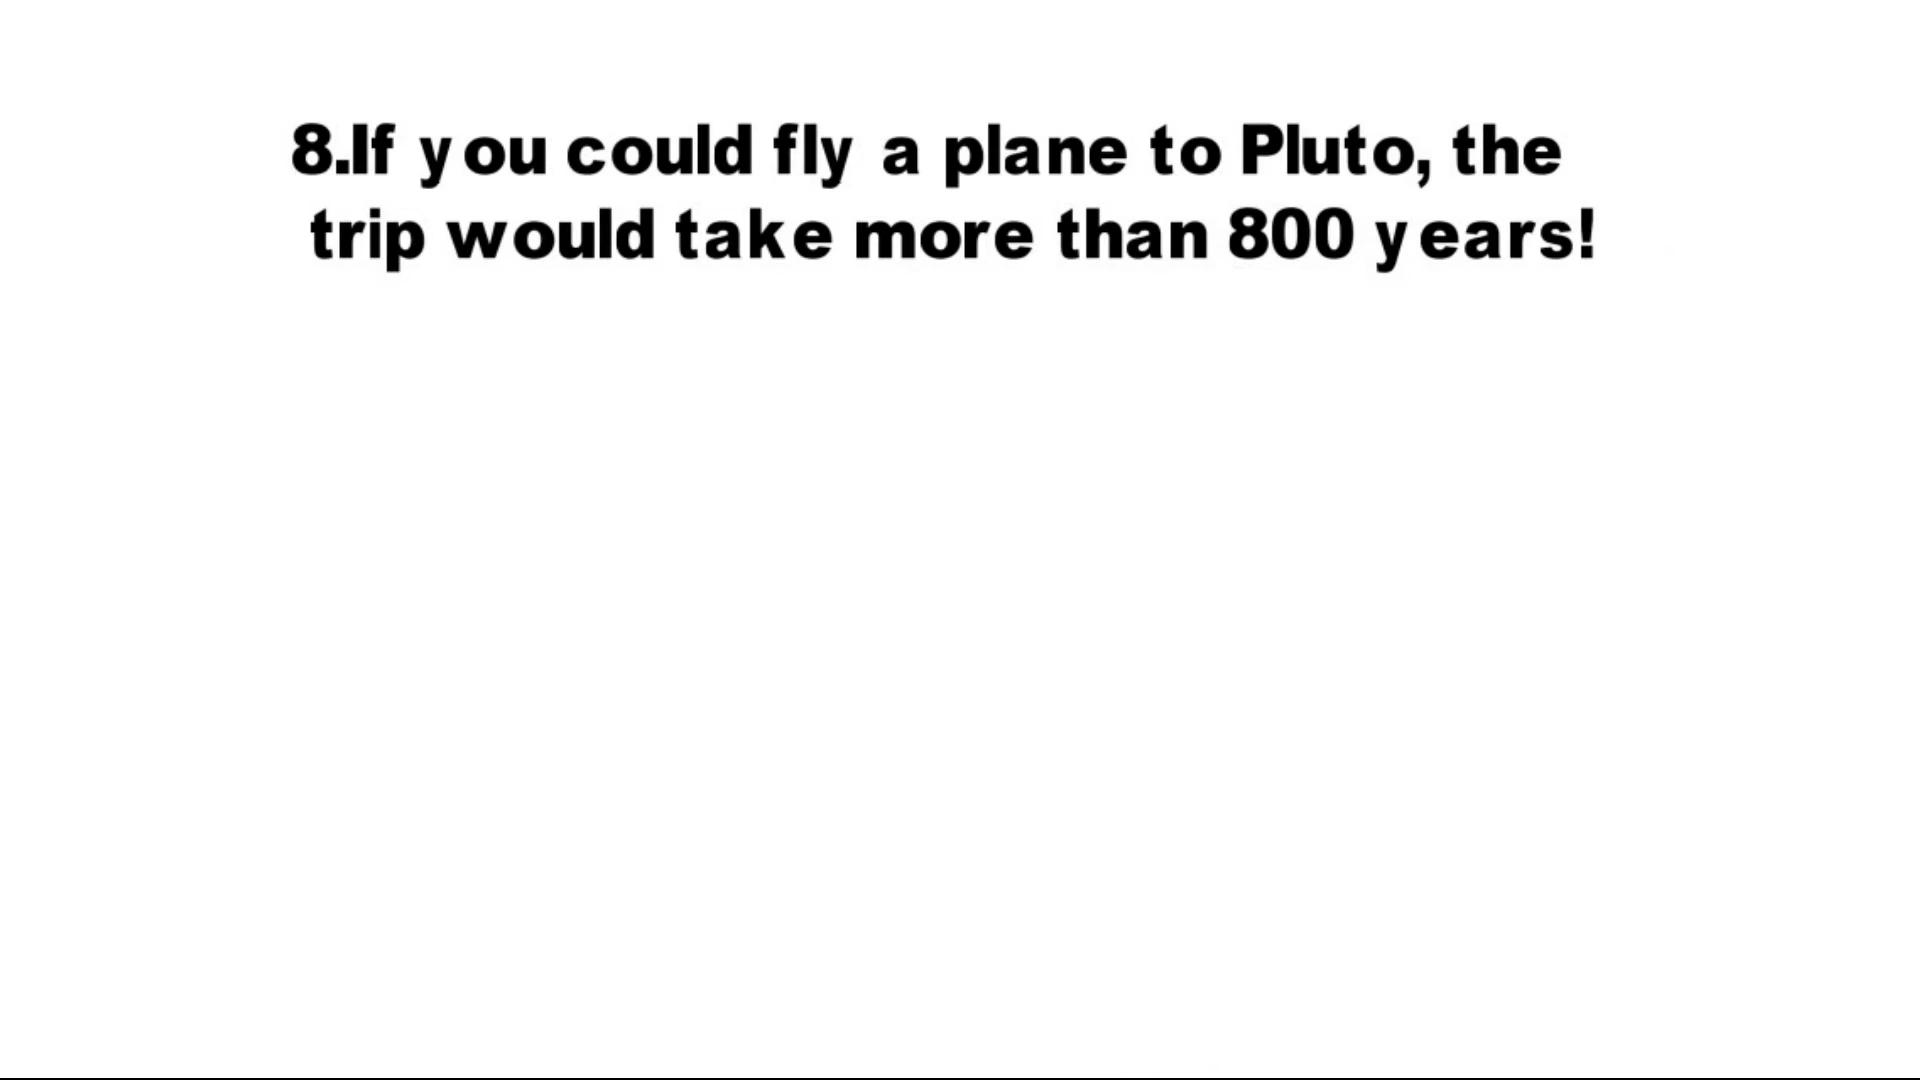 8.If you could fly a plane to Pluto, the
trip would take more than 800 years!